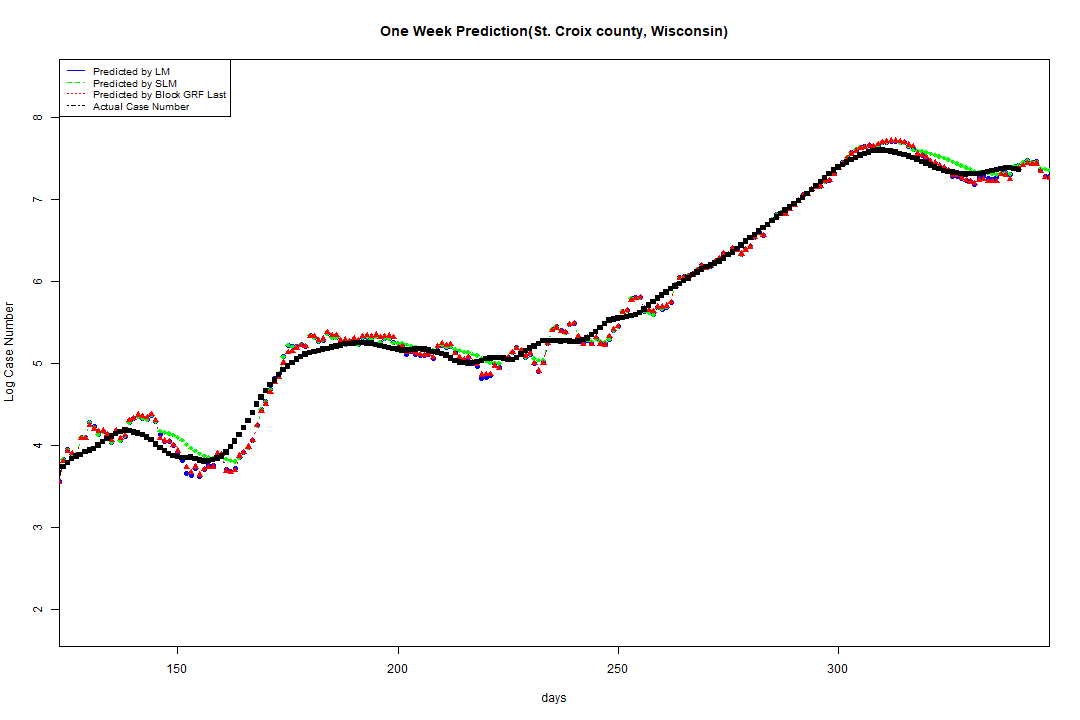 One Week Prediction(St. Croix county, Wisconsin)
Predicted by LM
Predicted by SLM
Predicted by Block GRF Last
Actual Case Number
Log Case Number
8
7
6
5
4
3
2
150 200 250 300
days